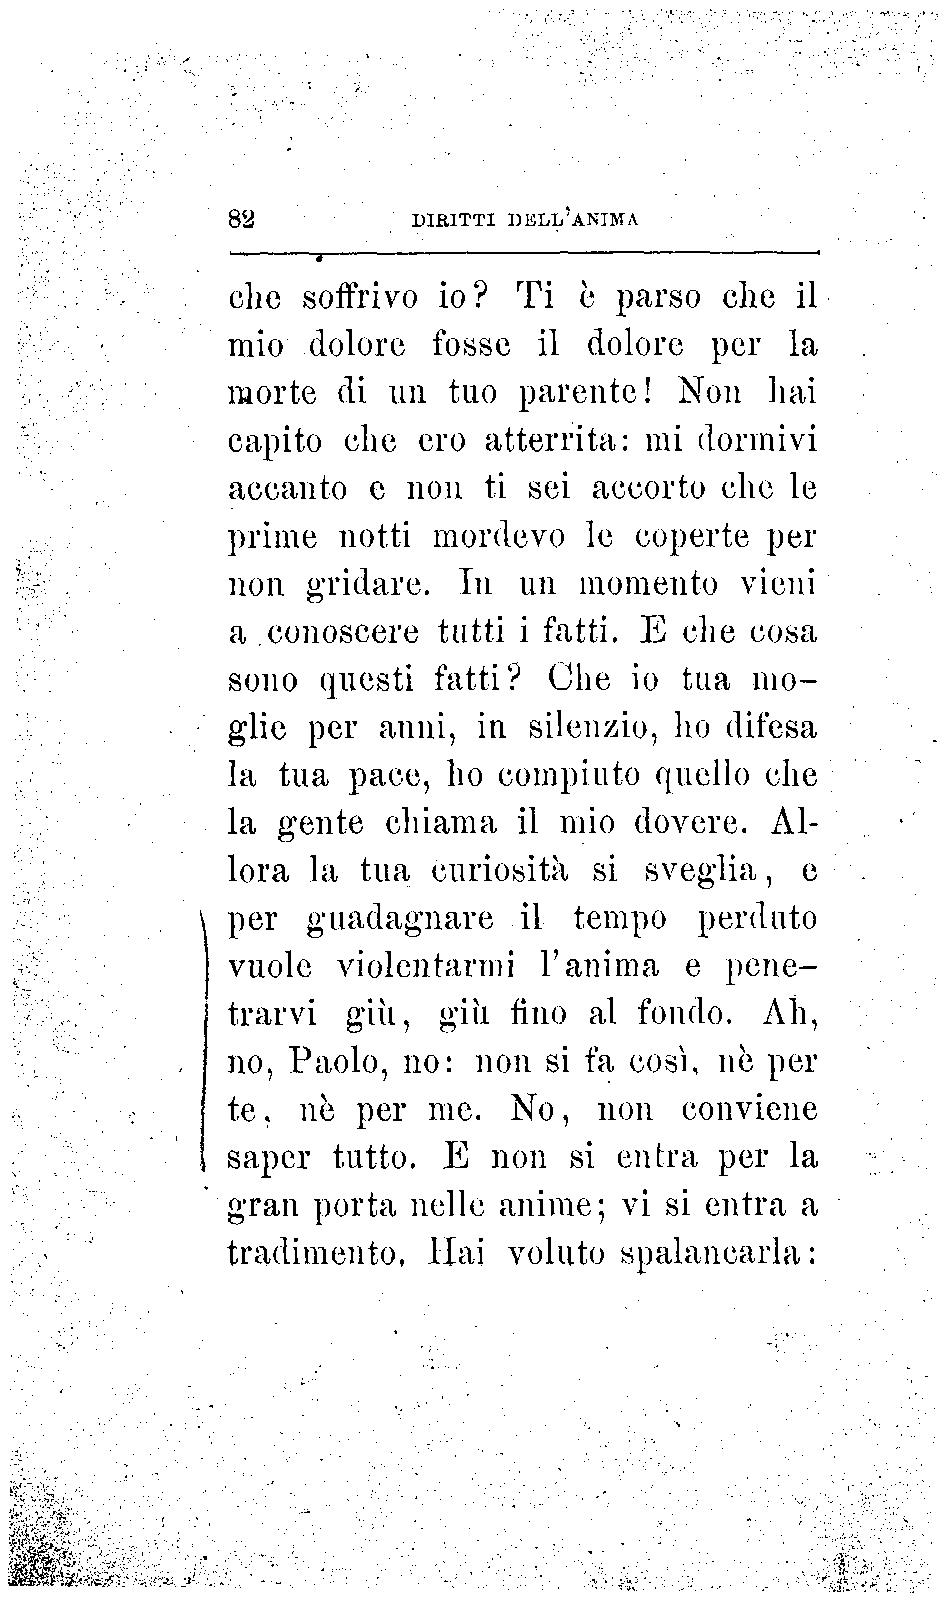 82 DIRITTI DELL'ANIMA
che soffrivo io? Ti è parso che il
mio dolore fosse il dolore per la
morte di un tuo parente! Non hai
capito che ero atterrita: mi dormivi
accanto e non ti sei accorto che le
prime notti mordevo le coperte per
non gridare. In un momento vieni
a conoscere tutti i fatti. E che cosa
sono questi fatti? Che io tua mo-
glie per anni, in silenzio, ho difesa
la tua pace, ho compiuto quello che
la gente chiama il mio dovere. Al-
lora la tua curiosità si sveglia, e
per guadagnare il tempo perduto
vuole violentarmi l'anima e pene-
trarvi giù, giù fino al fondo. Ah,
no, Paolo, no: non si fa così, nè per
te, nè per me. No, non conviene
saper tutto. E non si entra per la
gran porta nelle anime; vi si entra a
tradimento. Hai voluto spalancarla: